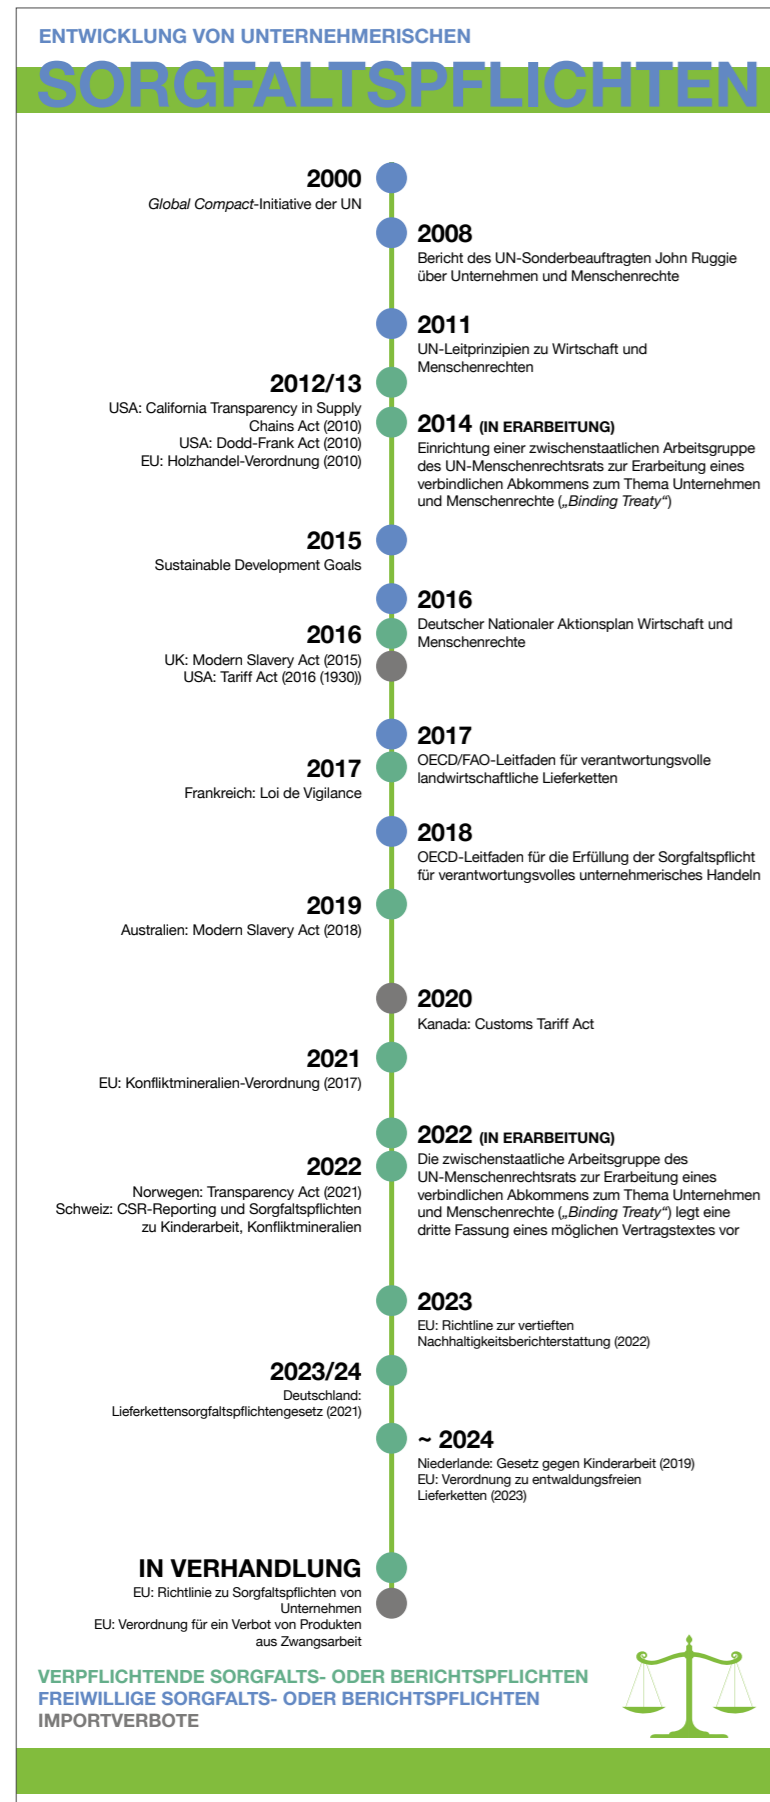 ENTWICKLUNG VON UNTERNEHMERISCHEN
SORGFALTSPFLICHTEN
2000
Global Compact-Initiative der UN
2008
Bericht des UN-Sonderbeauftragten John Ruggie
über Unternehmen und Menschenrechte
2011
UN-Leitprinzipien zu Wirtschaft und
Menschenrechten
2012/13
USA: California Transparency in Supply
Chains Act (2010)
USA: Dodd-Frank Act (2010)
EU: Holzhandel-Verordnung (2010)
2014 (IN ERARBEITUNG)
Einrichtung einer zwischenstaatlichen Arbeitsgruppe
des UN-Menschenrechtsrats zur Erarbeitung eines
verbindlichen Abkommens zum Thema Unternehmen
und Menschenrechte („Binding Treaty“)
2015
Sustainable Development Goals
2016
Deutscher Nationaler Aktionsplan Wirtschaft und
Menschenrechte
2016
UK: Modern Slavery Act (2015)
USA: Tariff Act (2016 (1930))
2017
OECD/FAO-Leitfaden für verantwortungsvolle
landwirtschaftliche Lieferketten
2017
Frankreich: Loi de Vigilance
2018
OECD-Leitfaden für die Erfüllung der Sorgfaltspflicht
für verantwortungsvolles unternehmerisches Handeln
2019
Australien: Modern Slavery Act (2018)
2020
Kanada: Customs Tariff Act
2021
EU: Konfliktmineralien-Verordnung (2017)
2022 (IN ERARBEITUNG)
Die zwischenstaatliche Arbeitsgruppe des
UN-Menschenrechtsrats zur Erarbeitung eines
verbindlichen Abkommens zum Thema Unternehmen
und Menschenrechte („Binding Treaty“) legt eine
dritte Fassung eines möglichen Vertragstextes vor
2022
Norwegen: Transparency Act (2021)
Schweiz: CSR-Reporting und Sorgfaltspflichten
zu Kinderarbeit, Konfliktmineralien
2023
EU: Richtline zur vertieften
Nachhaltigkeitsberichterstattung (2022)
2023/24
Deutschland:
Lieferkettensorgfaltspflichtengesetz (2021)
~ 2024
Niederlande: Gesetz gegen Kinderarbeit (2019)
EU: Verordnung zu entwaldungsfreien
Lieferketten (2023)
IN VERHANDLUNG
EU: Richtlinie zu Sorgfaltspflichten von
Unternehmen
EU: Verordnung für ein Verbot von Produkten
aus Zwangsarbeit
VERPFLICHTENDE SORGFALTS- ODER BERICHTSPFLICHTEN
FREIWILLIGE SORGFALTS- ODER BERICHTSPFLICHTEN
IMPORTVERBOTE